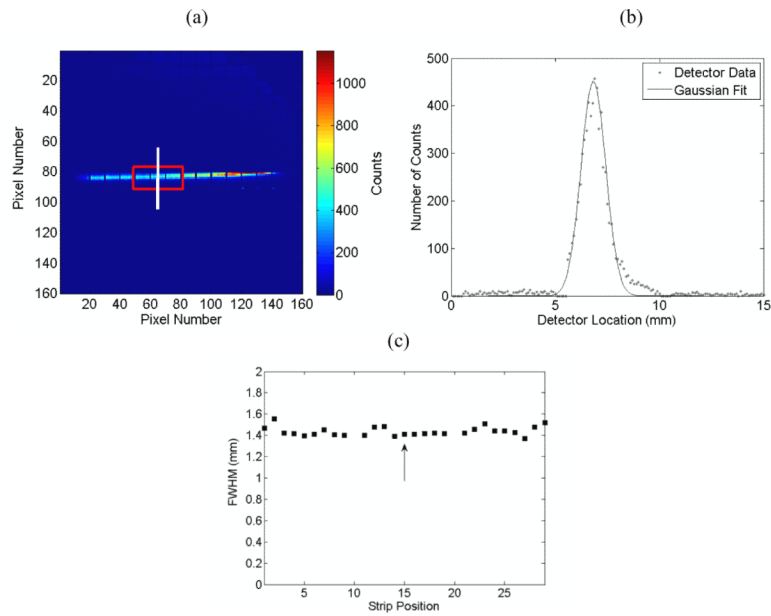 (a)
20
40
60
80
100
120
140
160
Pixel Number
20 40 60 80 100 120 140 160
Pixel Number
1000
800
600
400
200
0
Counts
(b)
500
400
300
200
100
0
Number of Counts
Detector Data
Gaussian Fit
0 5 10 15
Detector Location (mm)
(c)
2
1.8
1.6
1.4
1.2
1
0.8
0.6
0.4
0.2
0
FWHM (mm)
5 10 15 20 25
Strip Position